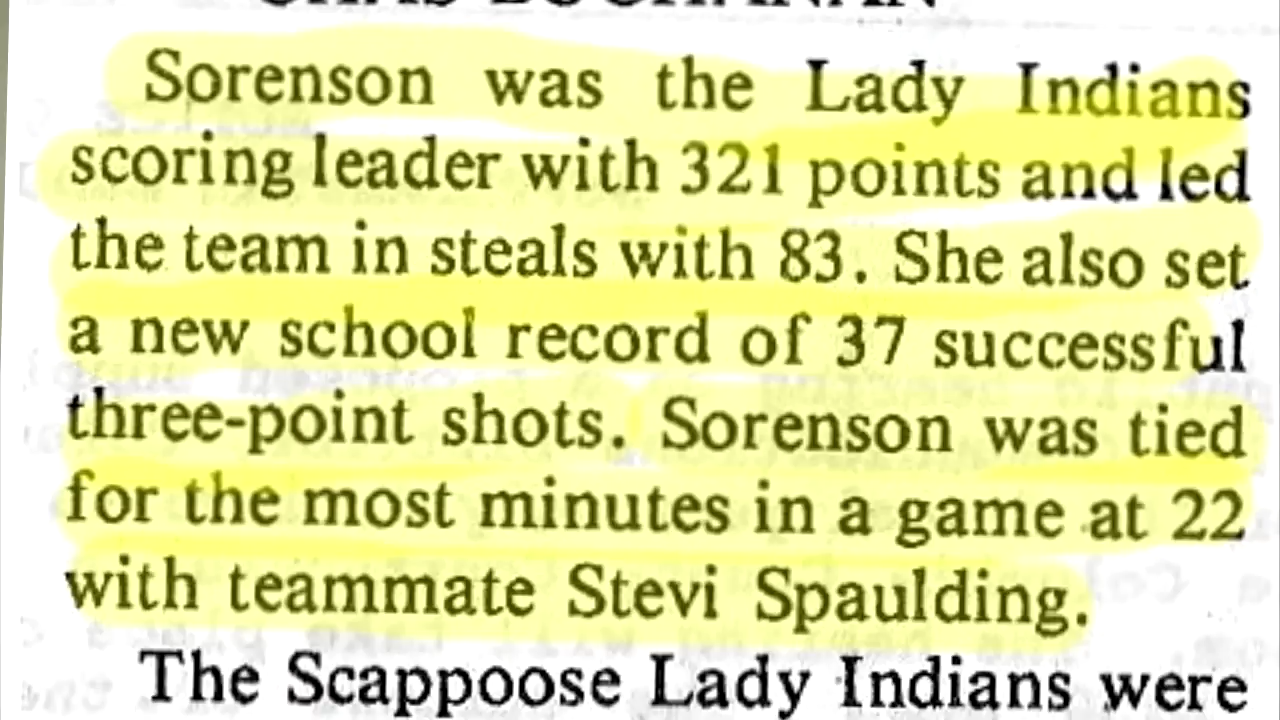 Sorenson was the Lady Indians
scoring leader with 321 points and led
the team in steals with 83. She also set
a new school record of 37 successful
three-point shots. Sorenson was tied
for the most minutes in a game at 22
with teammate Stevi Spaulding.
The Scappoose Lady Indians were